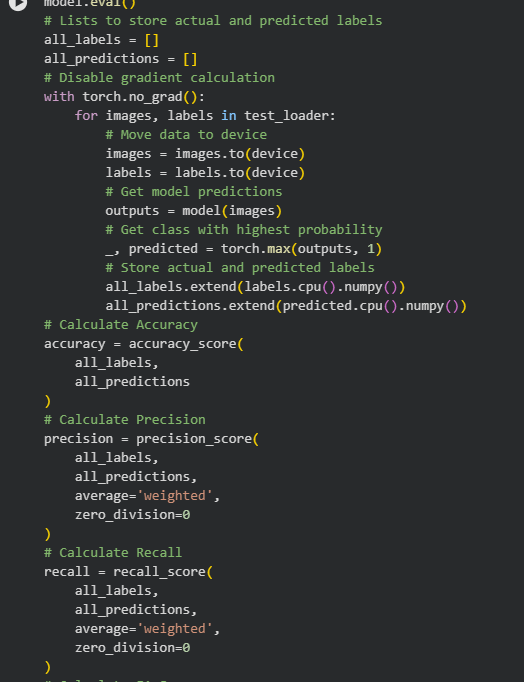 model.eval()
# Lists to store actual and predicted labels
all_labels = []
all_predictions = []
# Disable gradient calculation
with torch.no_grad():
    for images, labels in test_loader:
        # Move data to device
        images = images.to(device)
        labels = labels.to(device)
        # Get model predictions
        outputs = model(images)
        # Get class with highest probability
        _, predicted = torch.max(outputs, 1)
        # Store actual and predicted labels
        all_labels.extend(labels.cpu().numpy())
        all_predictions.extend(predicted.cpu().numpy())
# Calculate Accuracy
accuracy = accuracy_score(
    all_labels,
    all_predictions
)
# Calculate Precision
precision = precision_score(
    all_labels,
    all_predictions,
    average='weighted',
    zero_division=0
)
# Calculate Recall
recall = recall_score(
    all_labels,
    all_predictions,
    average='weighted',
    zero_division=0
)